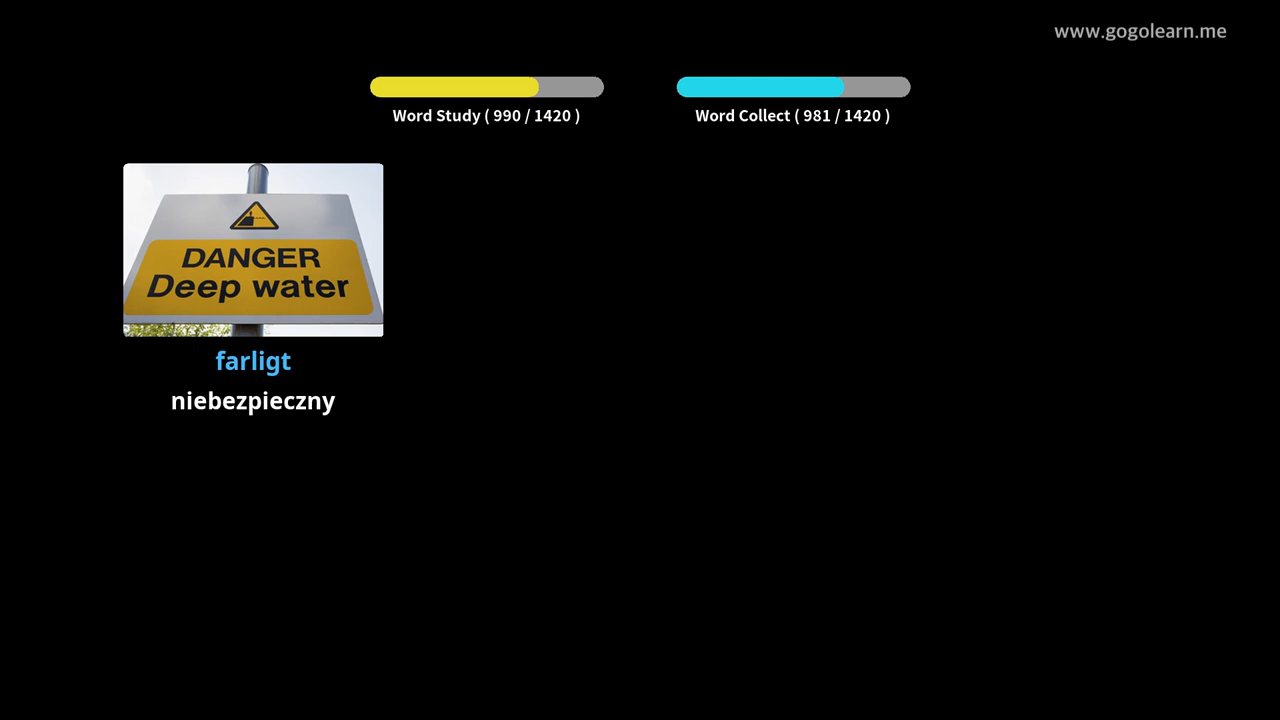 www.gogolearn.me
Word Study ( 990 / 1420 )
Word Collect ( 981 / 1420 )
DANGER
Deep water
farligt
niebezpieczny